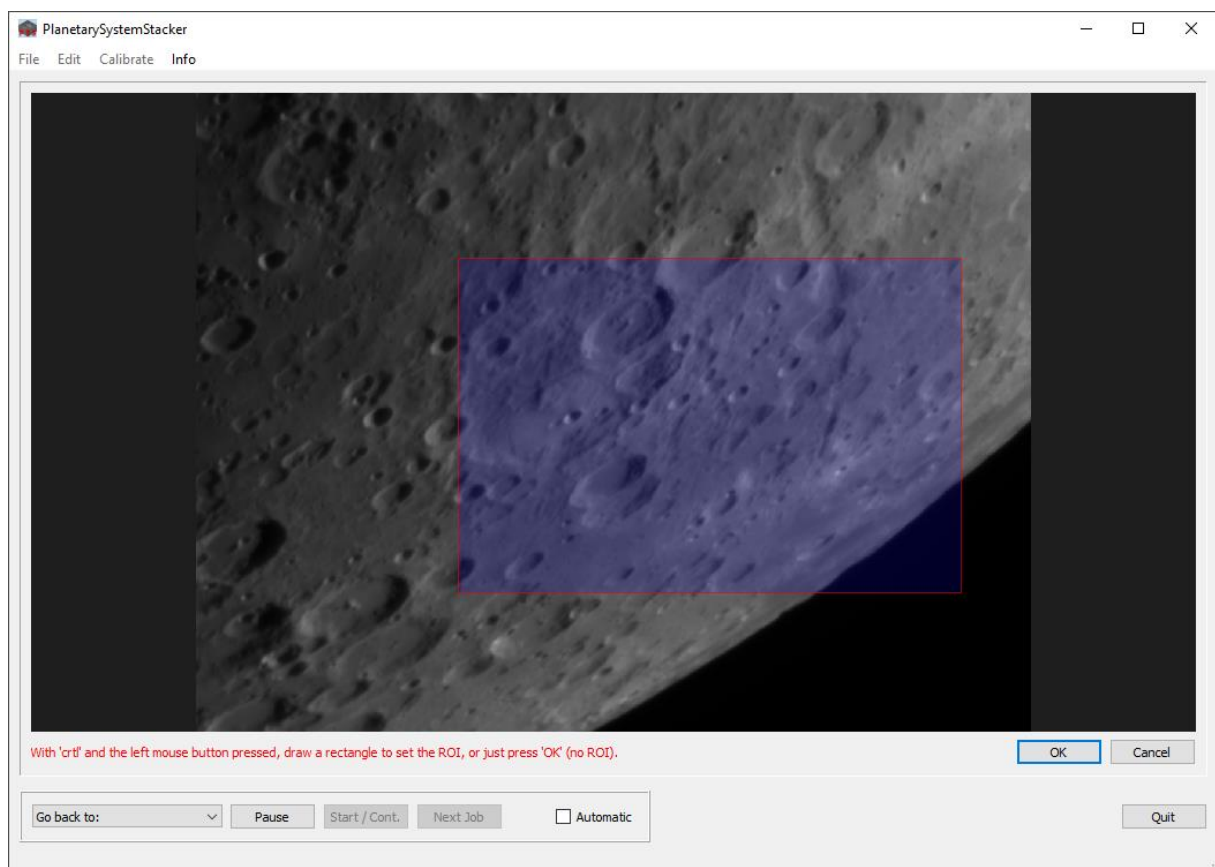 PlanetarySystemStacker
File Edit Calibrate Info
With 'crtl' and the left mouse button pressed, draw a rectangle to set the ROI, or just press 'OK' (no ROI).
OK Cancel
Go back to: Pause Start / Cont. Next Job Automatic Quit